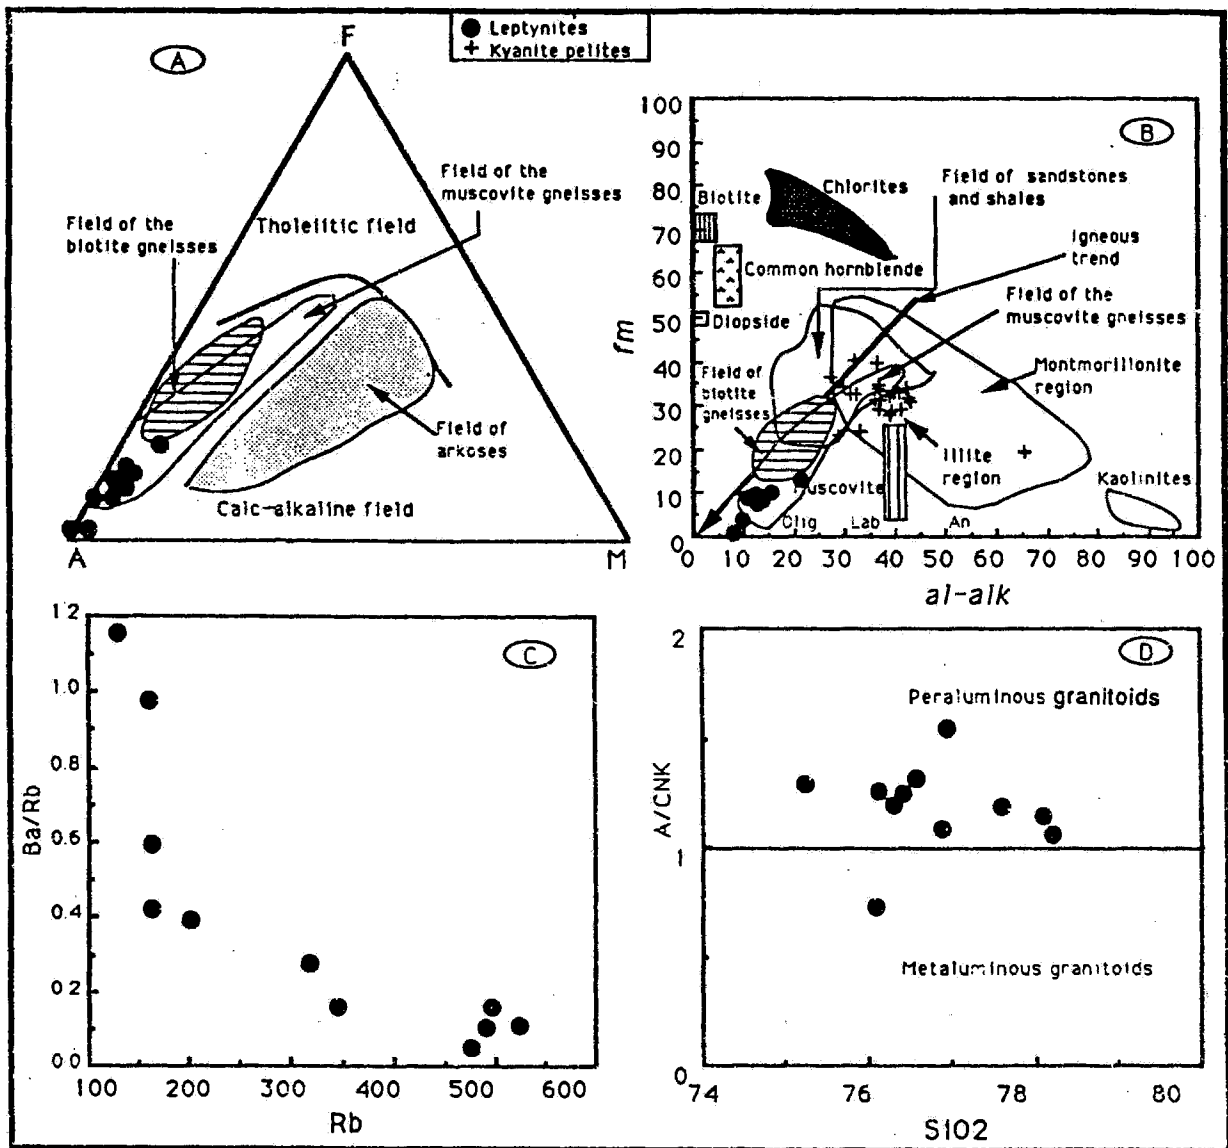 Leptynites
Kyanite pelites
A
F
Field of the
muscovite gneisses
Field of the
biotite gneisses
Tholeiitic field
Field of
arkoses
Calc-alkaline field
A
M
B
100
90
80
70
60
50
40
30
20
10
0
fm
Chlorites
Field of sandstones
and shales
Biotite
Igneous
trend
Common hornblende
Field of the
muscovite gneisses
Diopside
Montmorillonite
region
Field of
biotite
gneisses
Illite
region
Kaolinites
Muscovite
Olig Lab An
0 10 20 30 40 50 60 70 80 90 100
al-alk
C
1.2
1.0
0.8
0.6
0.4
0.2
0.0
Ba/Rb
100 200 300 400 500 600
Rb
D
2
1
0
A/CNK
Peraluminous granitoids
Metaluminous granitoids
74 76 78 80
SIO2